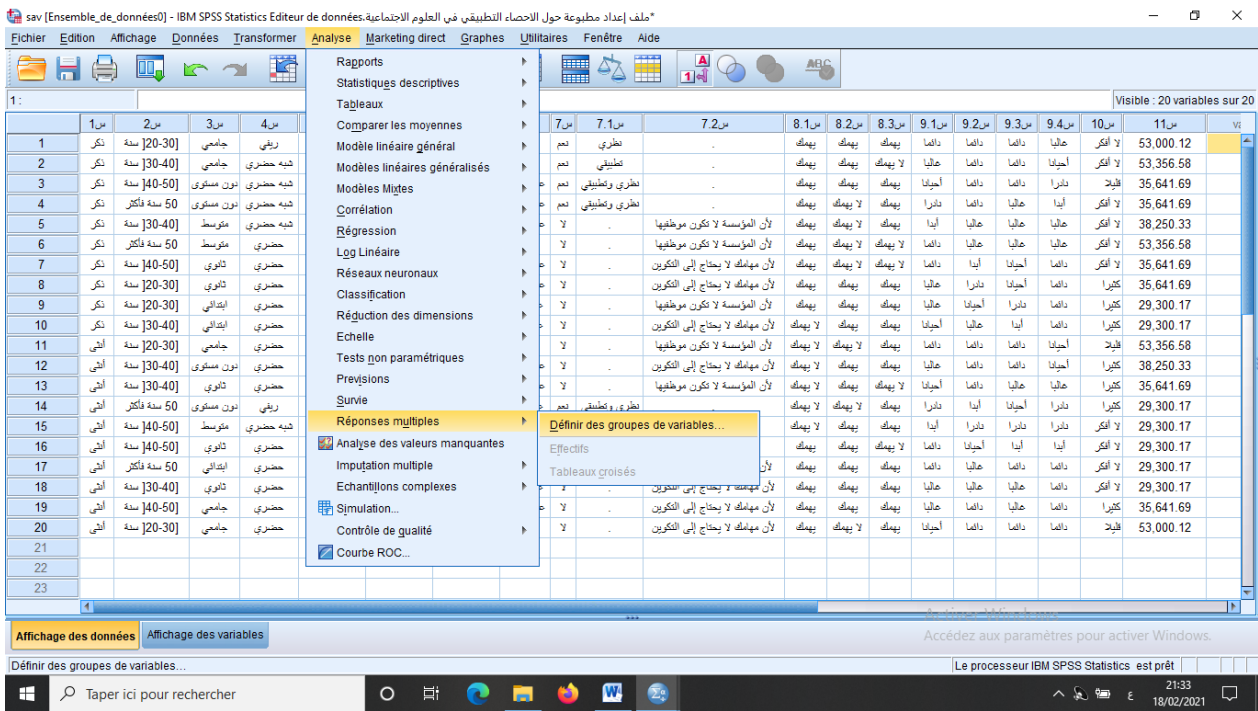 *ملف إعداد مطبوعة حول الاحصاء التطبيقي في العلوم الاجتماعية.sav [Ensemble_de_données0] - IBM SPSS Statistics Editeur de données
Fichier Edition Affichage Données Transformer Analyse Marketing direct Graphes Utilitaires Fenêtre Aide
1 :
Visible : 20 variables sur 20
س1 س2 س3 س4 س7 س7.1 س7.2 س8.1 س8.2 س8.3 س9.1 س9.2 س9.3 س9.4 س10 س11 va
1 ذكر [20-30[ سنة جامعي ريفي نعم نظري . يهمك يهمك يهمك دائما دائما دائما غالبا لا أفكر 53,000.12
2 ذكر [30-40[ سنة جامعي شبه حضري نعم تطبيقي . يهمك يهمك لا يهمك غالبا دائما دائما أحيانا لا أفكر 53,356.58
3 ذكر [40-50[ سنة دون مستوى شبه حضري نعم نظري وتطبيقي . يهمك يهمك يهمك أحيانا دائما دائما نادرا قليلا 35,641.69
4 ذكر 50 سنة فأكثر دون مستوى شبه حضري نعم نظري وتطبيقي . يهمك لا يهمك يهمك نادرا دائما غالبا أبدا لا أفكر 35,641.69
5 ذكر [30-40[ سنة متوسط شبه حضري لا . لأن المؤسسة لا تكون موظفيها يهمك يهمك يهمك أبدا غالبا غالبا غالبا لا أفكر 38,250.33
6 ذكر 50 سنة فأكثر متوسط حضري لا . لأن المؤسسة لا تكون موظفيها يهمك لا يهمك لا يهمك دائما غالبا غالبا غالبا لا أفكر 53,356.58
7 ذكر [40-50[ سنة ثانوي حضري لا . لأن مهامك لا يحتاج إلى التكوين يهمك لا يهمك لا يهمك دائما أبدا أحيانا دائما لا أفكر 35,641.69
8 ذكر [20-30[ سنة ثانوي حضري لا . لأن مهامك لا يحتاج إلى التكوين يهمك يهمك يهمك غالبا نادرا أحيانا دائما كثيرا 35,641.69
9 ذكر [20-30[ سنة ابتدائي حضري لا . لأن المؤسسة لا تكون موظفيها يهمك يهمك يهمك غالبا أحيانا نادرا دائما كثيرا 29,300.17
10 ذكر [30-40[ سنة ابتدائي حضري لا . لأن مهامك لا يحتاج إلى التكوين لا يهمك يهمك يهمك أحيانا غالبا أبدا دائما كثيرا 29,300.17
11 أنثى [20-30[ سنة جامعي حضري لا . لأن المؤسسة لا تكون موظفيها لا يهمك لا يهمك يهمك دائما دائما دائما أحيانا قليلا 53,356.58
12 أنثى [30-40[ سنة دون مستوى حضري لا . لأن مهامك لا يحتاج إلى التكوين يهمك لا يهمك يهمك غالبا دائما دائما أحيانا كثيرا 38,250.33
13 أنثى [30-40[ سنة ثانوي حضري لا . لأن المؤسسة لا تكون موظفيها يهمك لا يهمك لا يهمك أحيانا غالبا دائما غالبا كثيرا 35,641.69
14 أنثى 50 سنة فأكثر دون مستوى ريفي نعم نظري وتطبيقي . لا يهمك لا يهمك يهمك نادرا أبدا أحيانا نادرا كثيرا 29,300.17
15 أنثى [40-50[ سنة متوسط شبه حضري لا يهمك يهمك يهمك أبدا نادرا نادرا دائما كثيرا 29,300.17
16 أنثى [40-50[ سنة ثانوي حضري يهمك يهمك لا يهمك دائما أحيانا أبدا أبدا لا أفكر 29,300.17
17 أنثى 50 سنة فأكثر ابتدائي حضري لأن يهمك يهمك يهمك دائما غالبا غالبا دائما لا أفكر 29,300.17
18 أنثى [30-40[ سنة ثانوي حضري لا . لأن مهامك لا يحتاج إلى التكوين يهمك يهمك يهمك غالبا غالبا غالبا دائما لا أفكر 29,300.17
19 أنثى [40-50[ سنة جامعي حضري لا . لأن مهامك لا يحتاج إلى التكوين يهمك يهمك يهمك غالبا دائما دائما دائما كثيرا 35,641.69
20 أنثى [20-30[ سنة جامعي حضري لا . لأن مهامك لا يحتاج إلى التكوين يهمك لا يهمك يهمك أحيانا غالبا دائما دائما قليلا 53,000.12
21
22
23
Rapports
Statistiques descriptives
Tableaux
Comparer les moyennes
Modèle linéaire général
Modèles linéaires généralisés
Modèles Mixtes
Corrélation
Régression
Log Linéaire
Réseaux neuronaux
Classification
Réduction des dimensions
Echelle
Tests non paramétriques
Previsions
Survie
Réponses multiples
Analyse des valeurs manquantes
Imputation multiple
Echantillons complexes
Simulation...
Contrôle de qualité
Courbe ROC...
Définir des groupes de variables...
Effectifs
Tableaux croisés
Affichage des données Affichage des variables
Activer Windows
Accédez aux paramètres pour activer Windows.
Définir des groupes de variables...
Le processeur IBM SPSS Statistics est prêt
Taper ici pour rechercher
ع
21:33
18/02/2021